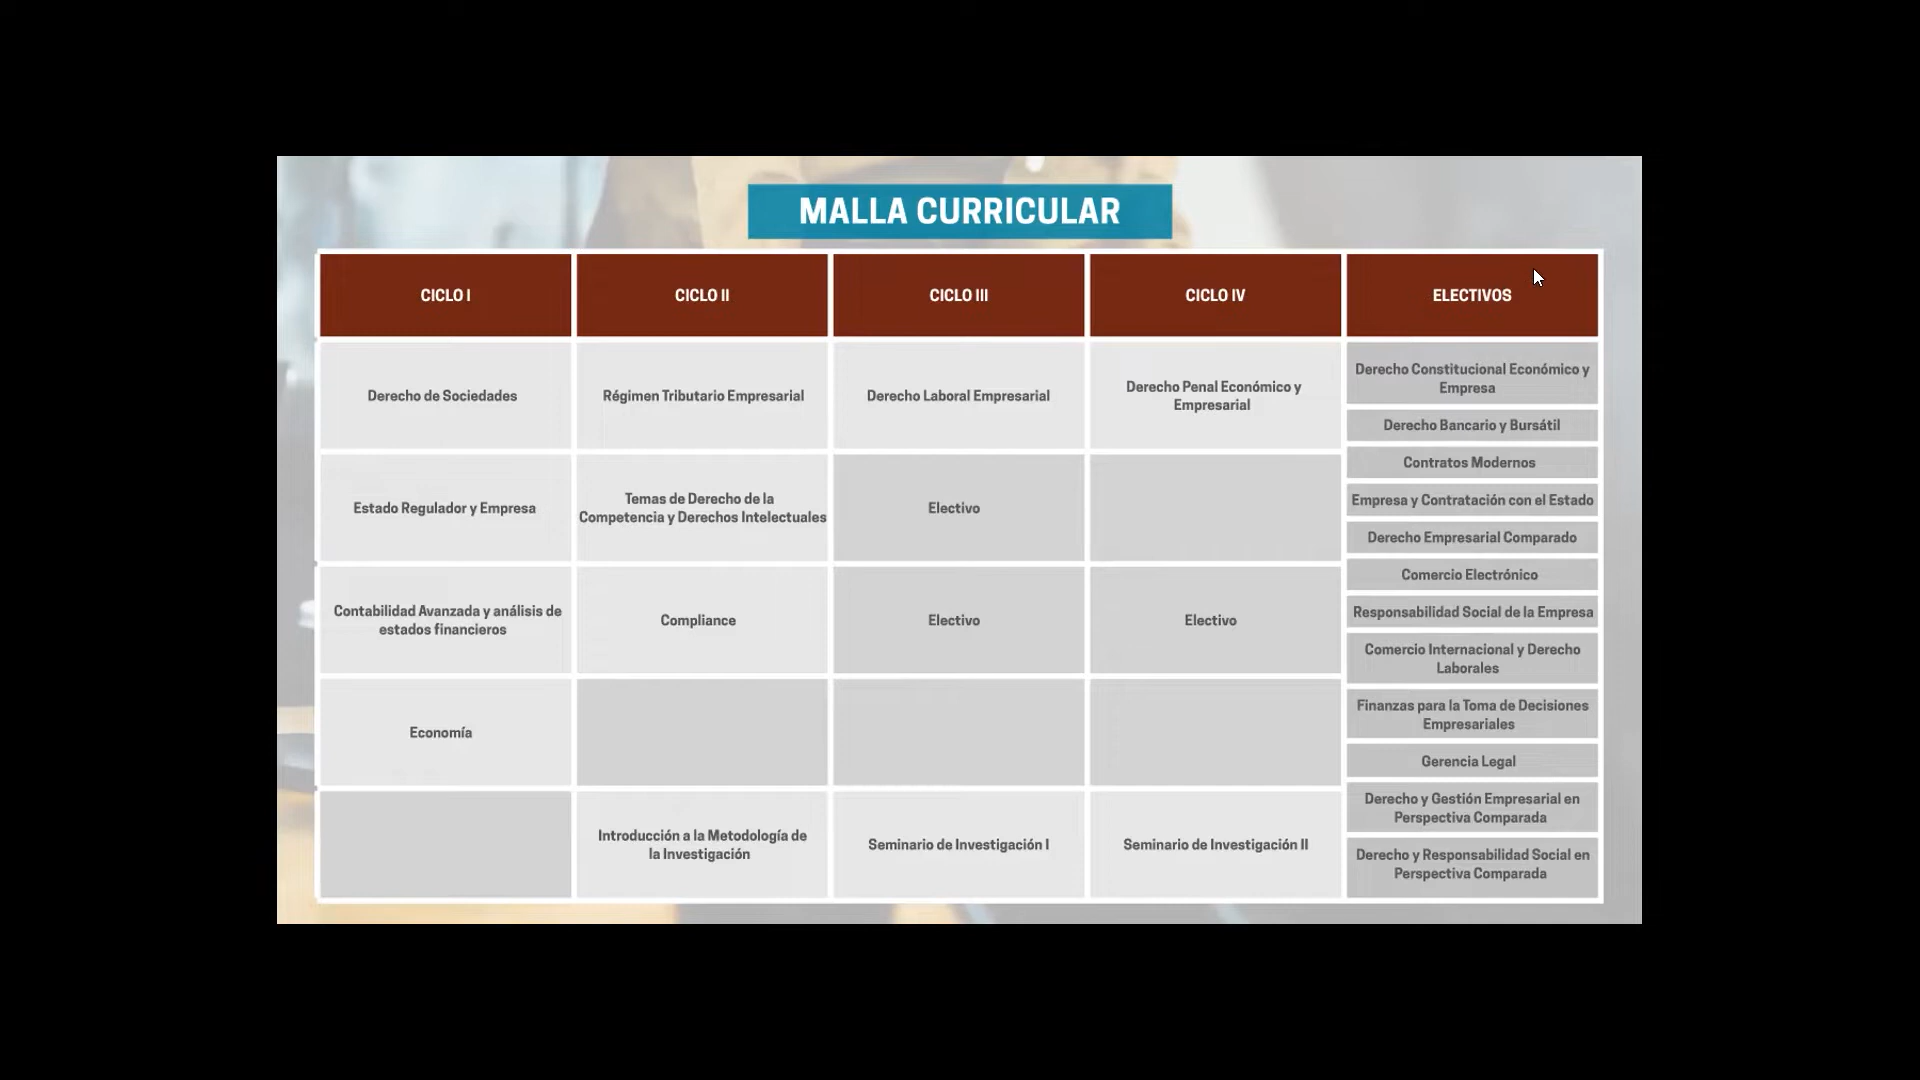 MALLA CURRICULAR
CICLO I
CICLO II
CICLO III
CICLO IV
ELECTIVOS
Derecho de Sociedades
Régimen Tributario Empresarial
Derecho Laboral Empresarial
Derecho Penal Económico y
Empresarial
Estado Regulador y Empresa
Temas de Derecho de la
Competencia y Derechos Intelectuales
Electivo
Contabilidad Avanzada y análisis de
estados financieros
Compliance
Electivo
Electivo
Economía
Introducción a la Metodología de
la Investigación
Seminario de Investigación I
Seminario de Investigación II
Derecho Constitucional Económico y
Empresa
Derecho Bancario y Bursátil
Contratos Modernos
Empresa y Contratación con el Estado
Derecho Empresarial Comparado
Comercio Electrónico
Responsabilidad Social de la Empresa
Comercio Internacional y Derecho
Laborales
Finanzas para la Toma de Decisiones
Empresariales
Gerencia Legal
Derecho y Gestión Empresarial en
Perspectiva Comparada
Derecho y Responsabilidad Social en
Perspectiva Comparada